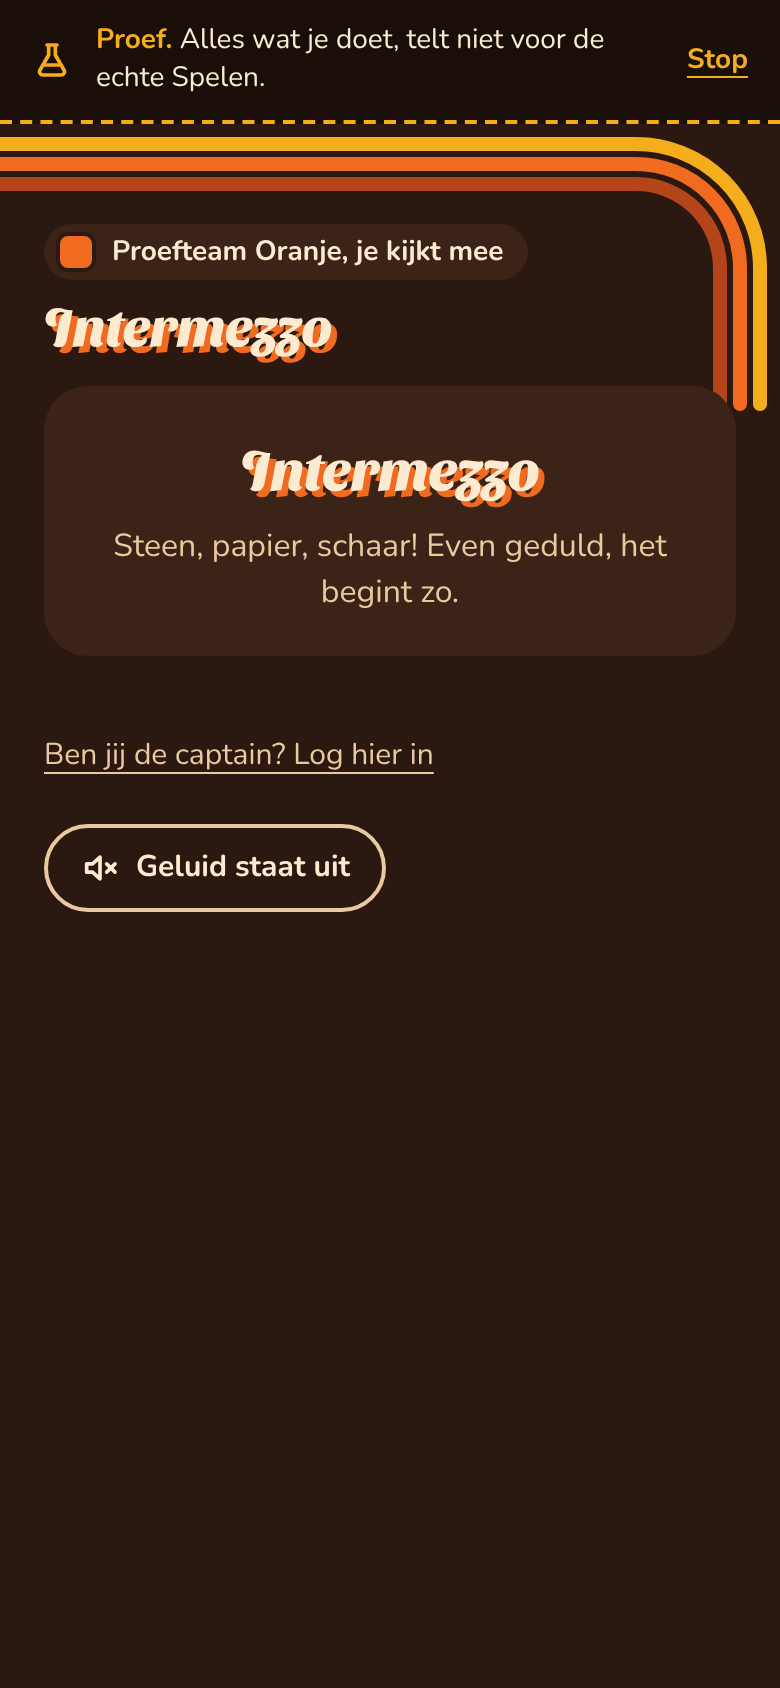 Proef. Alles wat je doet, telt niet voor de
echte Spelen.
Stop
Proefteam Oranje, je kijkt mee
Intermezzo
Intermezzo
Steen, papier, schaar! Even geduld, het
begint zo.
Ben jij de captain? Log hier in
Geluid staat uit